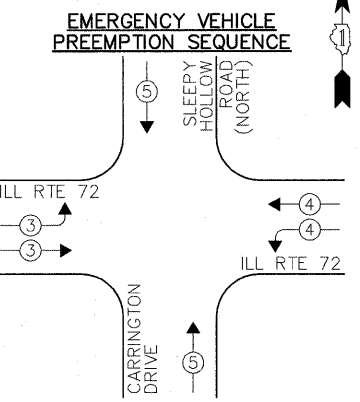 EMERGENCY VEHICLE
PREEMPTION SEQUENCE
1
5
SLEEPY
HOLLOW
ROAD
(NORTH)
ILL RTE 72
3
3
4
4
ILL RTE 72
CARRINGTON
DRIVE
5